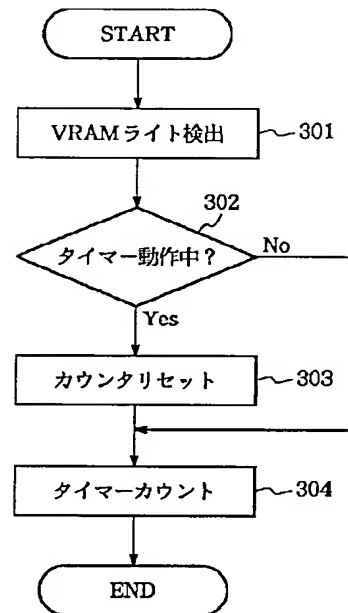 START
VRAMライト検出
301
302
タイマー動作中？
No
Yes
カウンタリセット
303
タイマーカウント
304
END